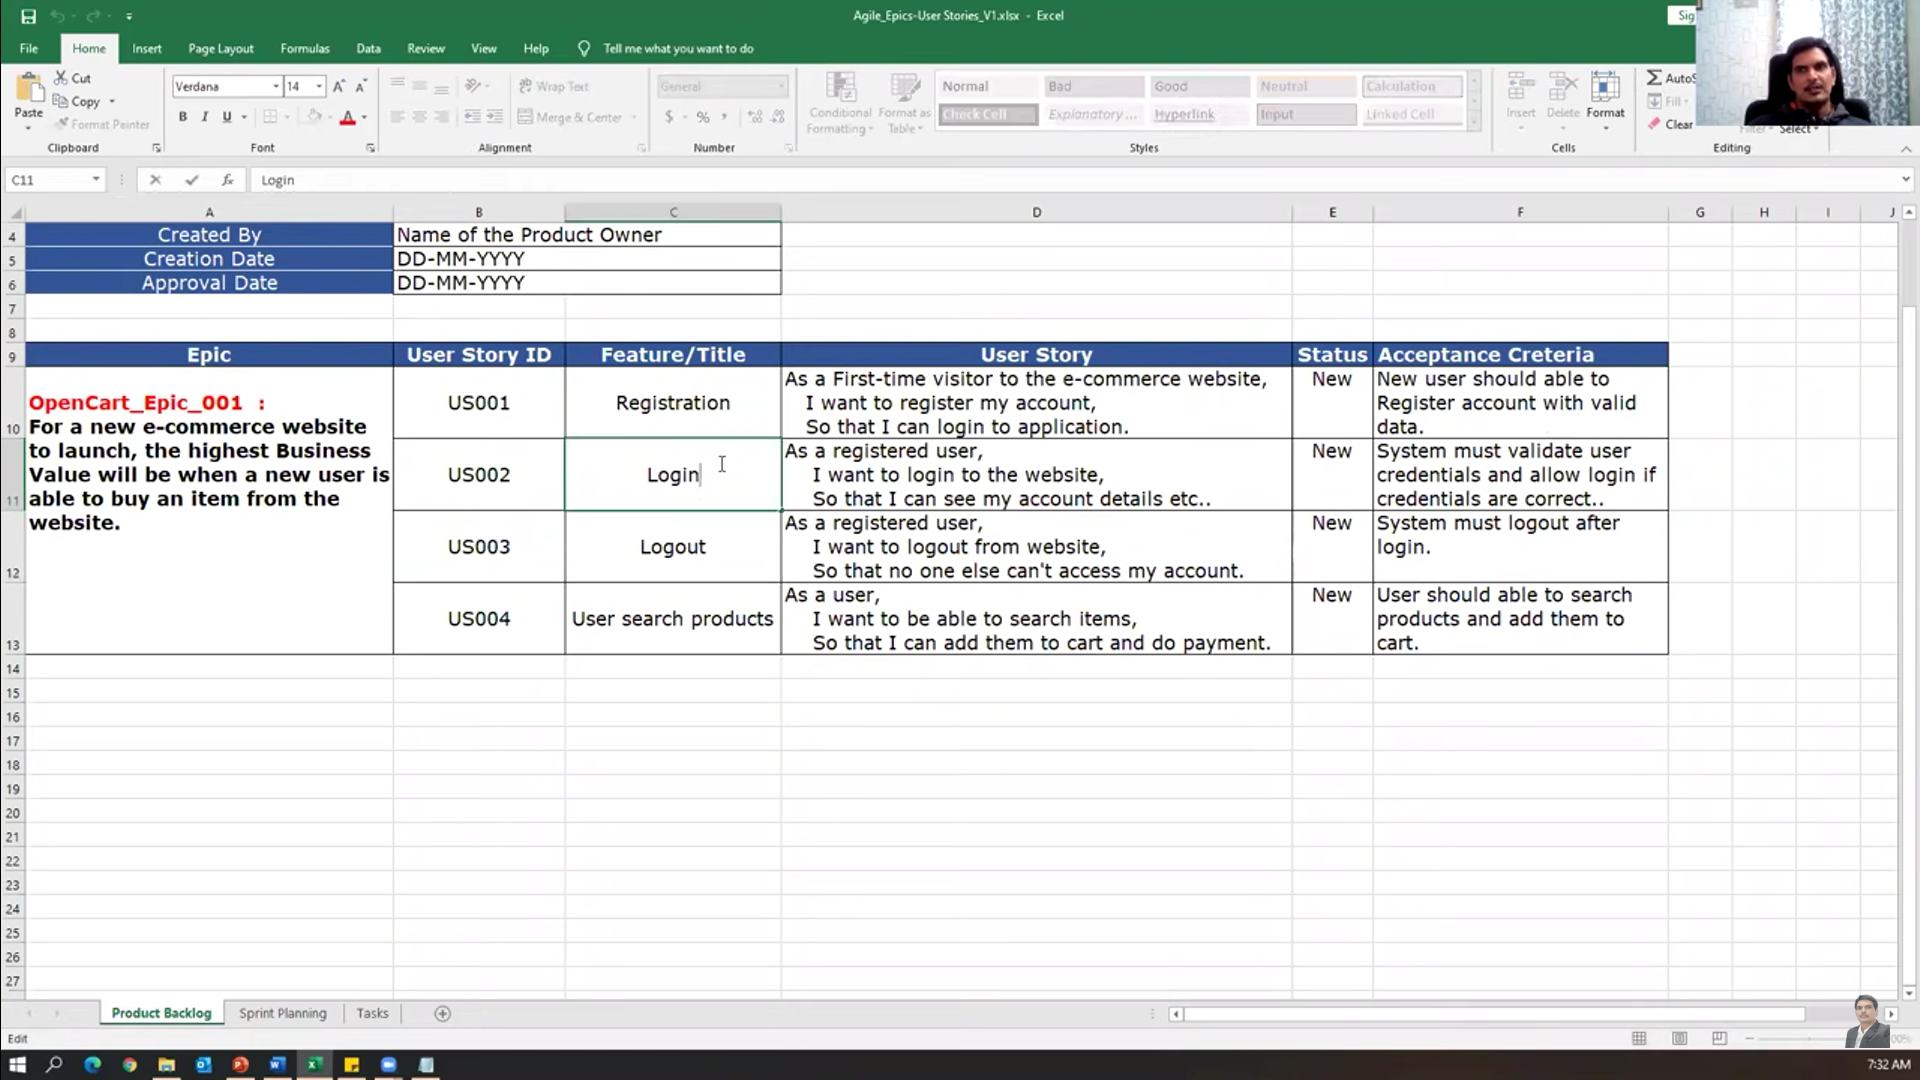 Agile_Epics-User Stories_V1.xlsx - Excel
Sig
File Home Insert Page Layout Formulas Data Review View Help Tell me what you want to do
Paste
Cut
Copy
Format Painter
Clipboard
Verdana 14
B I U
Font
Wrap Text
Merge & Center
Alignment
General
$ % ,
Number
Conditional Formatting
Format as Table
Normal Bad Good Neutral Calculation
Check Cell Explanatory ... Hyperlink Input Linked Cell
Styles
Insert Delete Format
Cells
AutoS
Fill
Clear
Filter Select
Editing
C11 fx Login
A B C D E F G H I J
4 Created By Name of the Product Owner
5 Creation Date DD-MM-YYYY
6 Approval Date DD-MM-YYYY
7
8
9 Epic User Story ID Feature/Title User Story Status Acceptance Creteria
10
OpenCart_Epic_001 :
For a new e-commerce website
to launch, the highest Business
Value will be when a new user is
able to buy an item from the
website.
US001 Registration
As a First-time visitor to the e-commerce website,
I want to register my account,
So that I can login to application.
New
New user should able to
Register account with valid
data.
11
US002 Login
As a registered user,
I want to login to the website,
So that I can see my account details etc..
New
System must validate user
credentials and allow login if
credentials are correct..
12
US003 Logout
As a registered user,
I want to logout from website,
So that no one else can't access my account.
New
System must logout after
login.
13
US004 User search products
As a user,
I want to be able to search items,
So that I can add them to cart and do payment.
New
User should able to search
products and add them to
cart.
14
15
16
17
18
19
20
21
22
23
24
25
26
27
Product Backlog Sprint Planning Tasks
Edit
7:32 AM